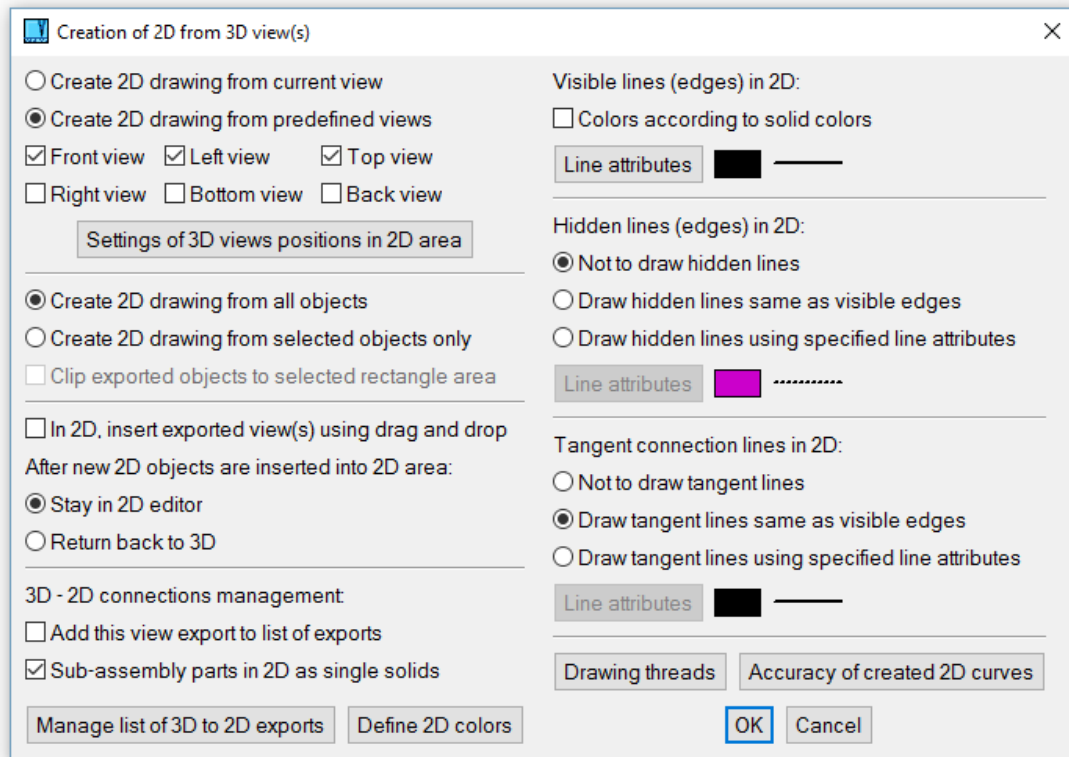 Creation of 2D from 3D view(s)
Create 2D drawing from current view
Create 2D drawing from predefined views
Front view
Left view
Top view
Right view
Bottom view
Back view
Settings of 3D views positions in 2D area
Create 2D drawing from all objects
Create 2D drawing from selected objects only
Clip exported objects to selected rectangle area
In 2D, insert exported view(s) using drag and drop
After new 2D objects are inserted into 2D area:
Stay in 2D editor
Return back to 3D
3D - 2D connections management:
Add this view export to list of exports
Sub-assembly parts in 2D as single solids
Manage list of 3D to 2D exports
Define 2D colors
Visible lines (edges) in 2D:
Colors according to solid colors
Line attributes
Hidden lines (edges) in 2D:
Not to draw hidden lines
Draw hidden lines same as visible edges
Draw hidden lines using specified line attributes
Line attributes
Tangent connection lines in 2D:
Not to draw tangent lines
Draw tangent lines same as visible edges
Draw tangent lines using specified line attributes
Line attributes
Drawing threads
Accuracy of created 2D curves
OK
Cancel